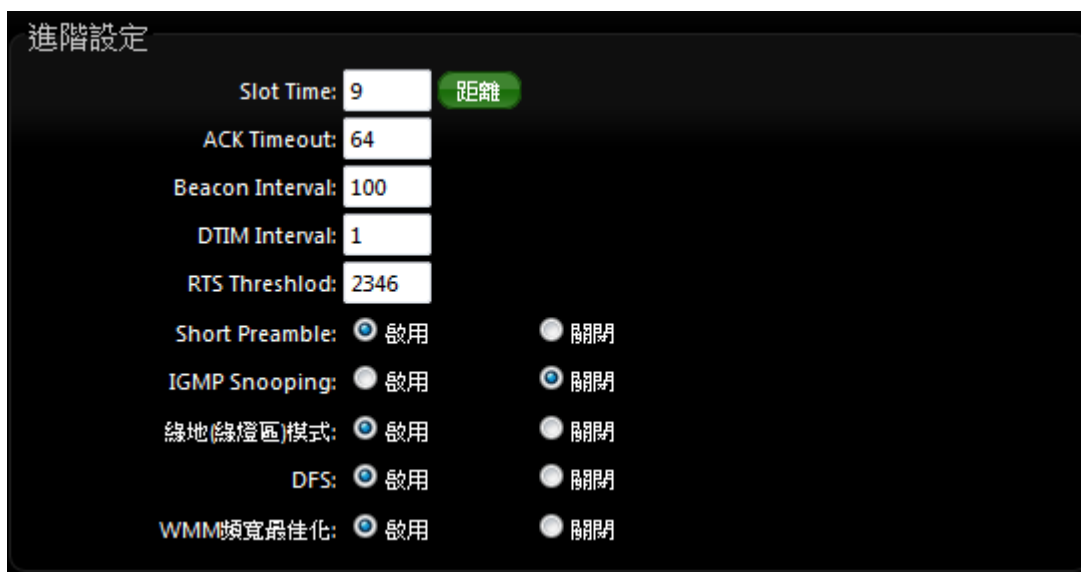 進階設定
Slot Time: 9 距離
ACK Timeout: 64
Beacon Interval: 100
DTIM Interval: 1
RTS Threshlod: 2346
Short Preamble: 啟用 關閉
IGMP Snooping: 啟用 關閉
綠地(綠燈區)模式: 啟用 關閉
DFS: 啟用 關閉
WMM頻寬最佳化: 啟用 關閉